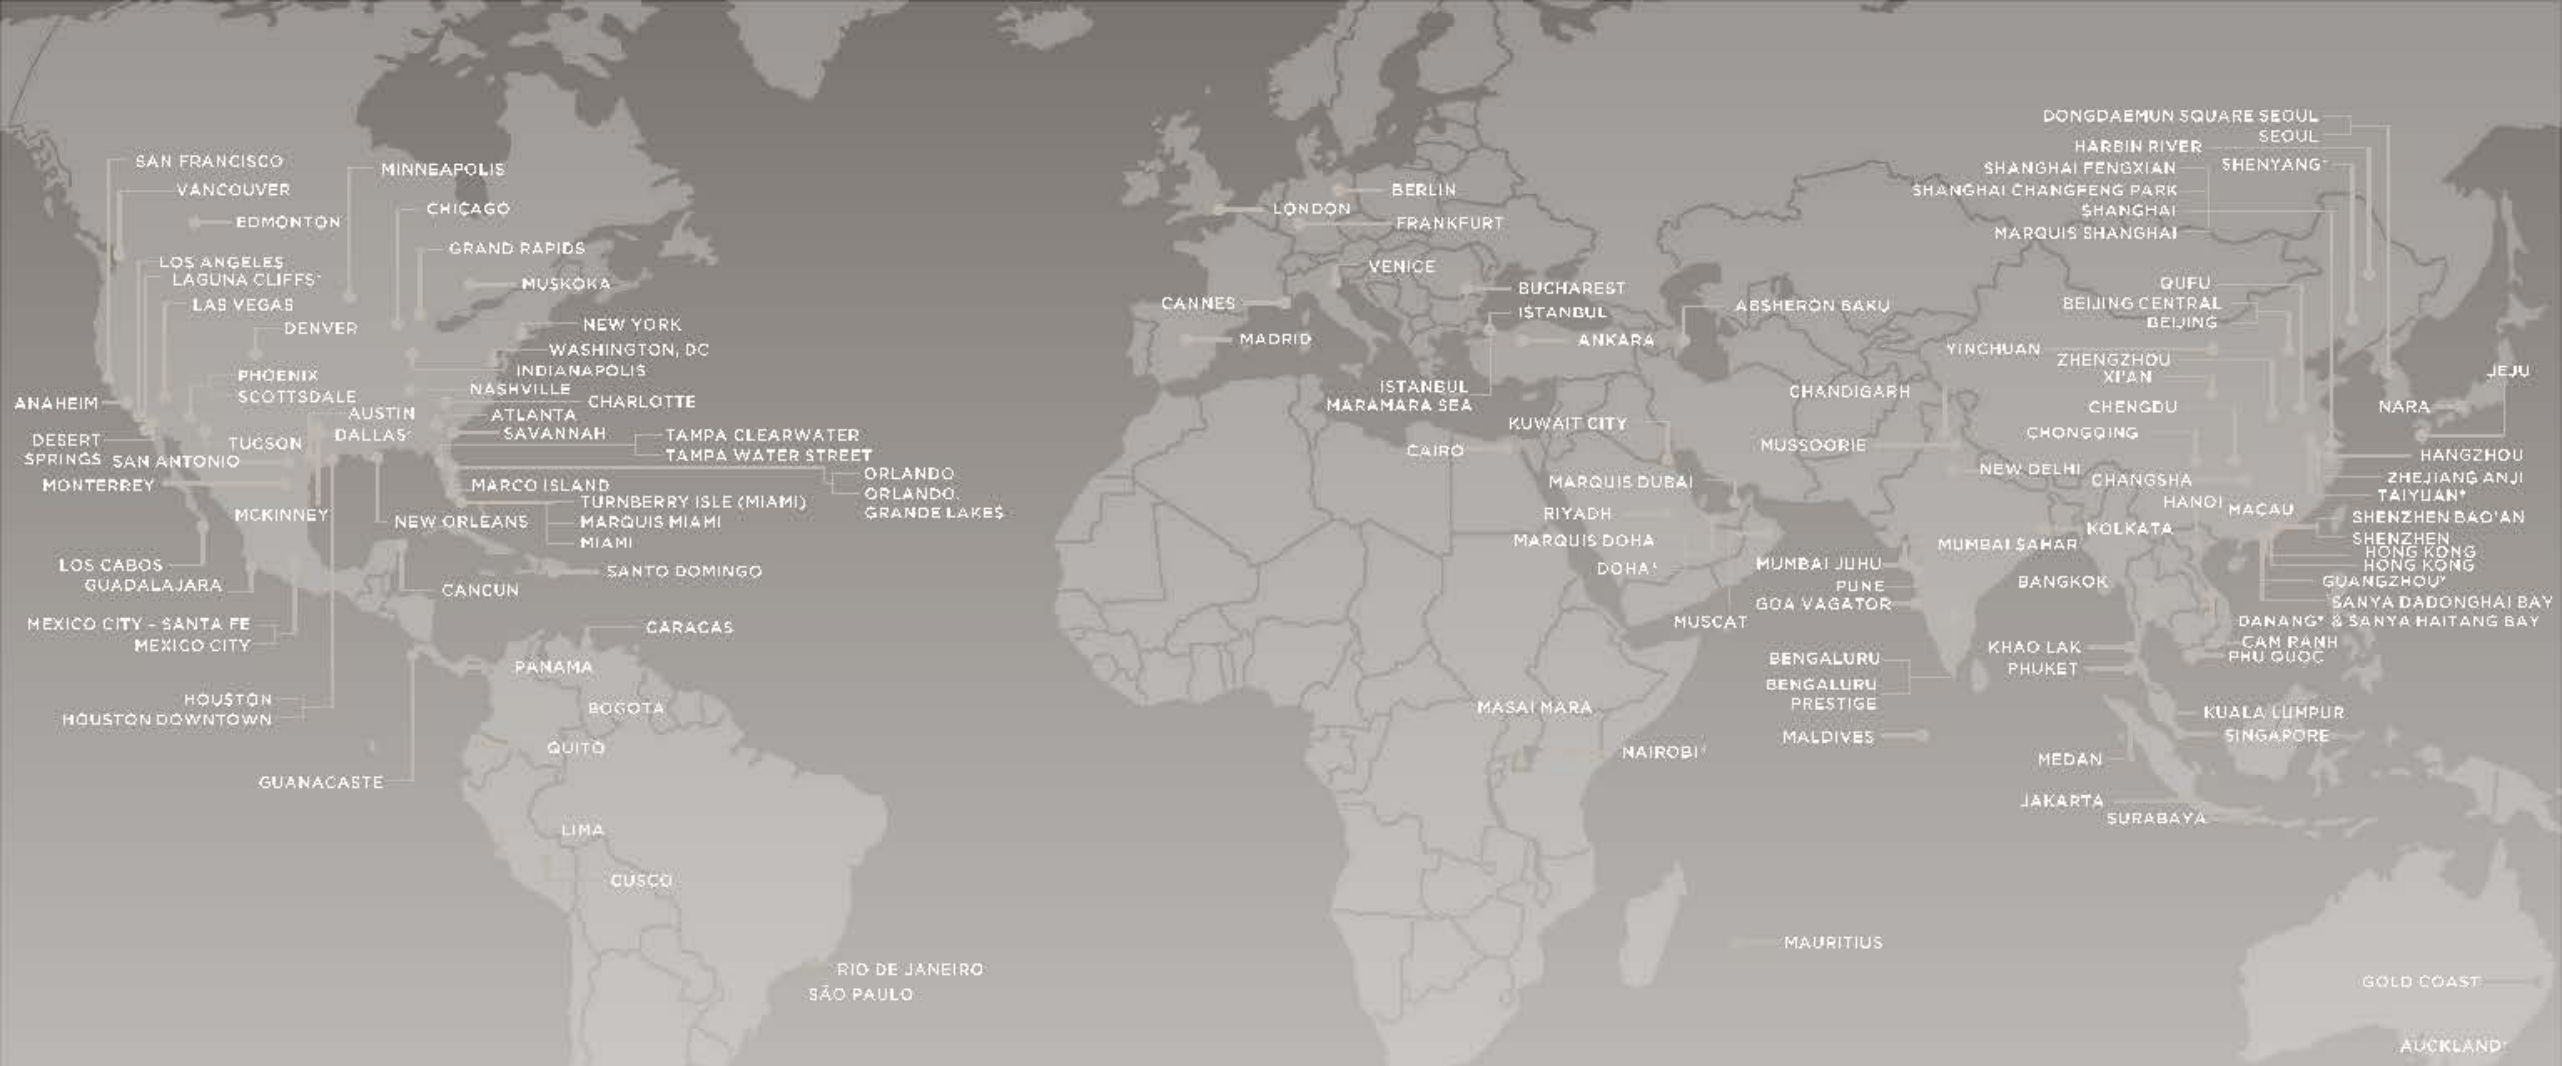 SAN FRANCISCO
VANCOUVER
EDMONTON
MINNEAPOLIS
CHICAGO
GRAND RAPIDS
LOS ANGELES
LAGUNA CLIFFS*
LAS VEGAS
MUSKOKA
DENVER
NEW YORK
WASHINGTON, DC
INDIANAPOLIS
PHOENIX
SCOTTSDALE
NASHVILLE
CHARLOTTE
ANAHEIM
AUSTIN
ATLANTA
DALLAS*
SAVANNAH
DESERT
SPRINGS
TUCSON
SAN ANTONIO
TAMPA CLEARWATER
TAMPA WATER STREET
ORLANDO
ORLANDO,
GRANDE LAKES
MONTERREY
MARCO ISLAND
TURNBERRY ISLE (MIAMI)
MARQUIS MIAMI
MIAMI
MCKINNEY
NEW ORLEANS
LOS CABOS
GUADALAJARA
SANTO DOMINGO
CANCUN
MEXICO CITY - SANTA FE
MEXICO CITY
CARACAS
PANAMA
HOUSTON
HOUSTON DOWNTOWN
BOGOTA
QUITO
GUANACASTE
LIMA
CUSCO
RIO DE JANEIRO
SÃO PAULO
BERLIN
LONDON
FRANKFURT
VENICE
CANNES
BUCHAREST
ISTANBUL
MADRID
ANKARA
ABSHERON BAKU
ISTANBUL
MARAMARA SEA
KUWAIT CITY
CAIRO
MARQUIS DUBAI
RIYADH
MARQUIS DOHA
DOHA*
MUSCAT
MASAI MARA
NAIROBI*
MAURITIUS
CHANDIGARH
MUSSOORIE
NEW DELHI
KOLKATA
MUMBAI SAHAR
MUMBAI JUHU
PUNE
GOA VAGATOR
BENGALURU
BENGALURU
PRESTIGE
MALDIVES
DONGDAEMUN SQUARE SEOUL
SEOUL
HARBIN RIVER
SHANGHAI FENGXIAN
SHENYANG*
SHANGHAI CHANGFENG PARK
SHANGHAI
MARQUIS SHANGHAI
QUFU
BEIJING CENTRAL
BEIJING
YINCHUAN
ZHENGZHOU
XI'AN
JEJU
CHENGDU
NARA
CHONGQING
HANGZHOU
CHANGSHA
ZHEJIANG ANJI
TAIYUAN*
HANOI
MACAU
SHENZHEN BAO'AN
SHENZHEN
HONG KONG
HONG KONG
BANGKOK
GUANGZHOU*
SANYA DADONGHAI BAY
DANANG* & SANYA HAITANG BAY
CAM RANH
PHU QUOC
KHAO LAK
PHUKET
KUALA LUMPUR
SINGAPORE
MEDAN
JAKARTA
SURABAYA
GOLD COAST
AUCKLAND*